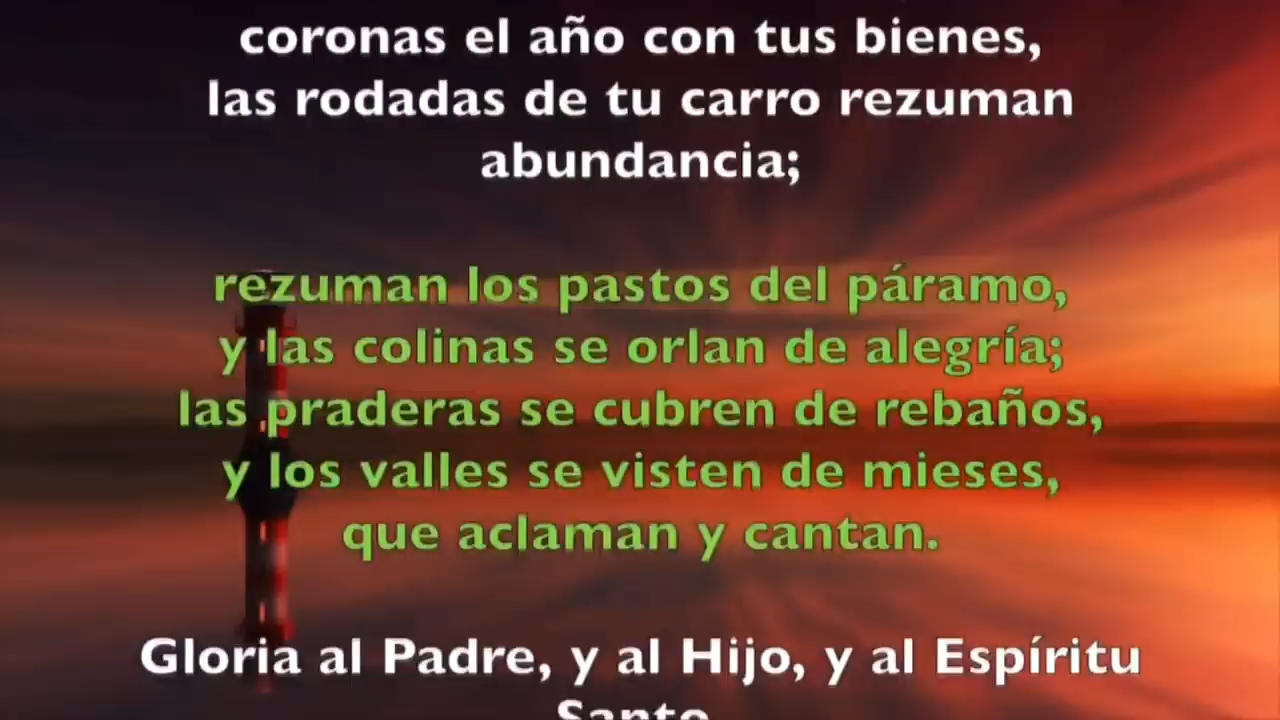 coronas el año con tus bienes,
las rodadas de tu carro rezuman
abundancia;
rezuman los pastos del páramo,
y las colinas se orlan de alegría;
las praderas se cubren de rebaños,
y los valles se visten de mieses,
que aclaman y cantan.
Gloria al Padre, y al Hijo, y al Espíritu
Santo